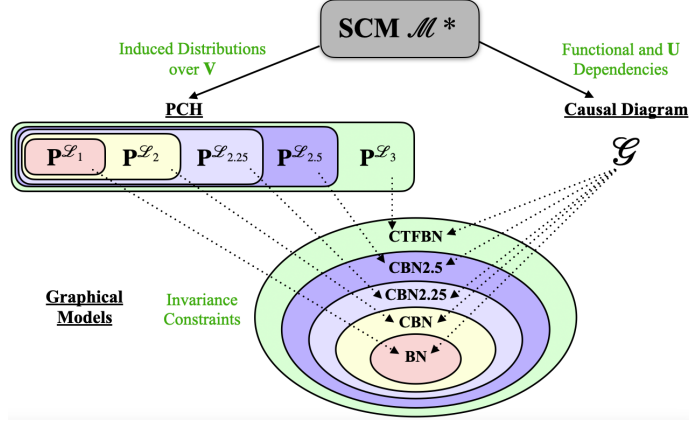 SCM ℳ *
Induced Distributions
over V
Functional and U
Dependencies
PCH
Causal Diagram
P^ℒ₁ P^ℒ₂ P^ℒ₂.₂₅ P^ℒ₂.₅ P^ℒ₃
𝒢
CTFBN
CBN2.5
CBN2.25
CBN
BN
Graphical
Models
Invariance
Constraints